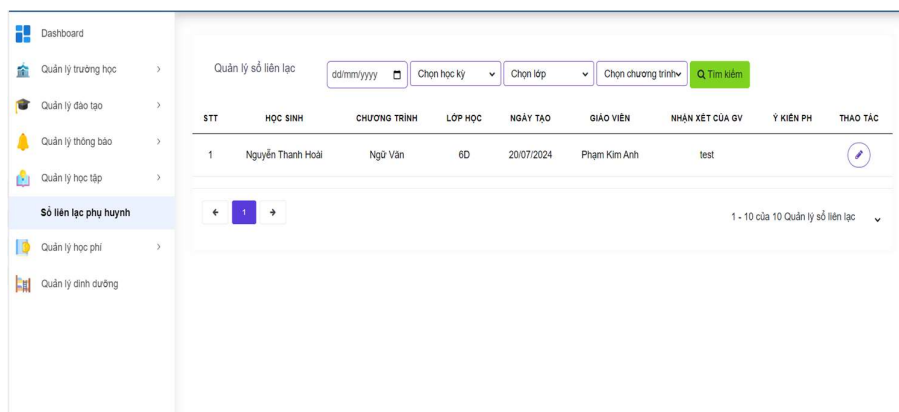 Dashboard
Quản lý trường học
Quản lý đào tạo
Quản lý thông báo
Quản lý học tập
Sổ liên lạc phụ huynh
Quản lý học phí
Quản lý dinh dưỡng
Quản lý sổ liên lạc
dd/mm/yyyy
Chọn học kỳ
Chọn lớp
Chọn chương trình
Tìm kiếm
STT HỌC SINH CHƯƠNG TRÌNH LỚP HỌC NGÀY TẠO GIÁO VIÊN NHẬN XÉT CỦA GV Ý KIẾN PH THAO TÁC
1 Nguyễn Thanh Hoài Ngữ Văn 6D 20/07/2024 Phạm Kim Anh test
1
1 - 10 của 10 Quản lý sổ liên lạc